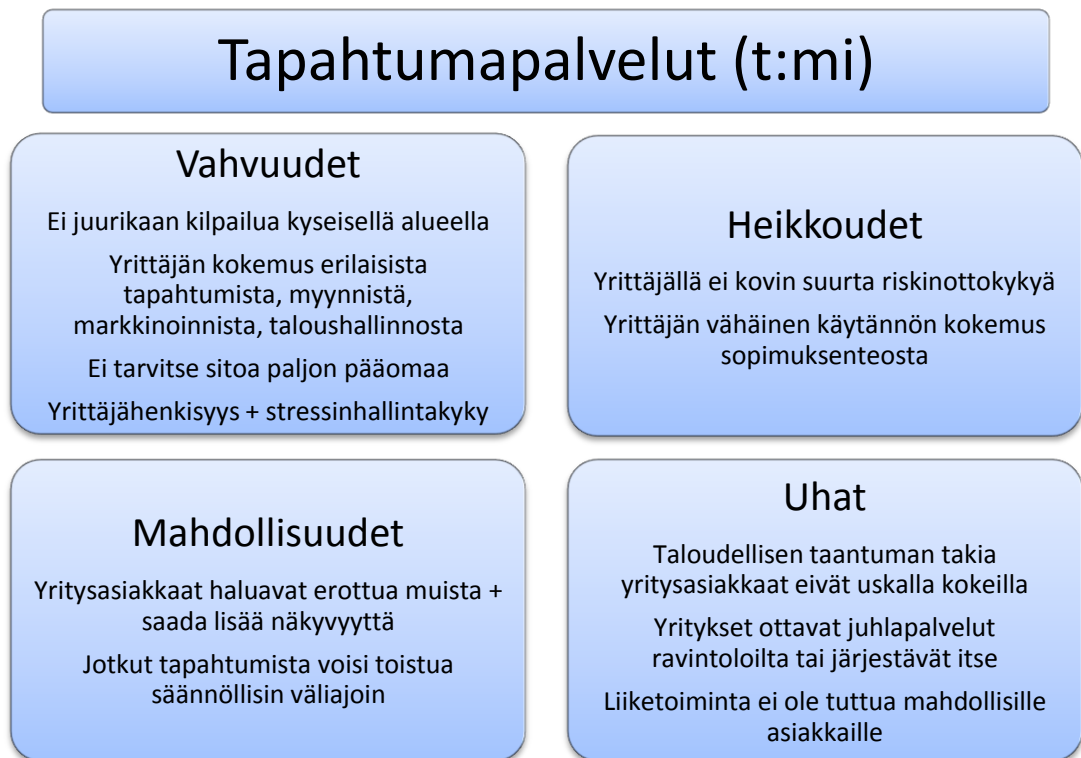 Tapahtumapalvelut (t:mi)
Vahvuudet
Ei juurikaan kilpailua kyseisellä alueella
Yrittäjän kokemus erilaisista
tapahtumista, myynnistä,
markkinoinnista, taloushallinnosta
Ei tarvitse sitoa paljon pääomaa
Yrittäjähenkisyys + stressinhallintakyky
Heikkoudet
Yrittäjällä ei kovin suurta riskinottokykyä
Yrittäjän vähäinen käytännön kokemus
sopimuksenteosta
Mahdollisuudet
Yritysasiakkaat haluavat erottua muista +
saada lisää näkyvyyttä
Jotkut tapahtumista voisi toistua
säännöllisin väliajoin
Uhat
Taloudellisen taantuman takia
yritysasiakkaat eivät uskalla kokeilla
Yritykset ottavat juhlapalvelut
ravintoloilta tai järjestävät itse
Liiketoiminta ei ole tuttua mahdollisille
asiakkaille